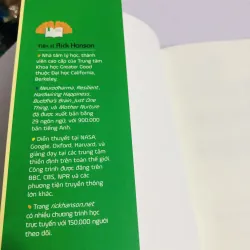 Tiến sĩ Rick Hanson
Nhà tâm lý học, thành
viên cao cấp của Trung tâm
Khoa học Greater Good
thuộc Đại học California,
Berkeley.
Neurodharma, Resilient,
Hardwiring Happiness,
Buddha's Brain, Just One
Thing, và Mother Nurture
đã được xuất bản bằng
29 ngôn ngữ, với 900.000
bản tiếng Anh.
Diễn thuyết tại NASA,
Google, Oxford, Harvard, và
giảng dạy tại các trung tâm
thiền định trên toàn thế giới.
Công trình được đăng trên
BBC, CBS, NPR và các
phương tiện truyền thông
lớn khác.
Trang rickhanson.net
có nhiều chương trình học
trực tuyến với 150.000 người
theo dõi.